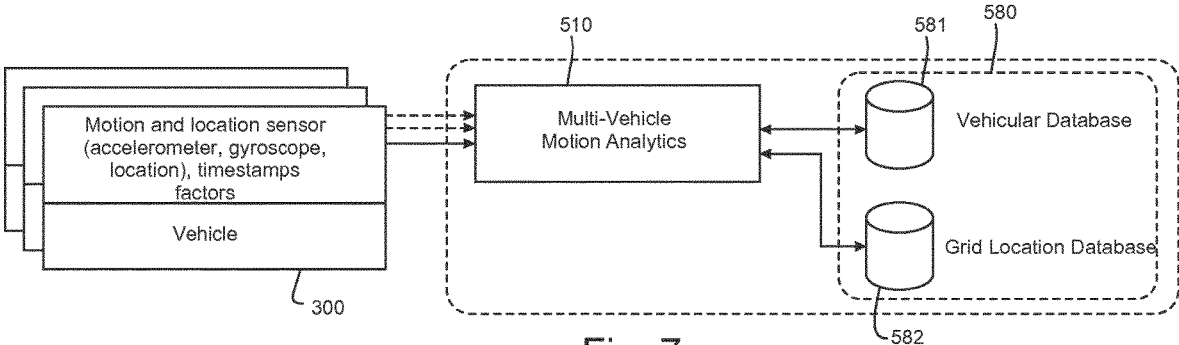 510
581
580
Motion and location sensor
(accelerometer, gyroscope,
location), timestamps
factors
Vehicle
300
Multi-Vehicle
Motion Analytics
Vehicular Database
Grid Location Database
582